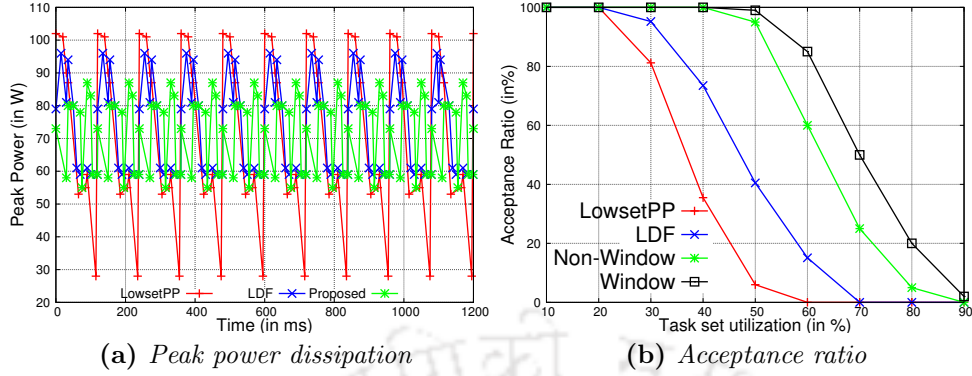 110
100
90
80
70
60
50
40
30
20
Peak Power (in W)
0 200 400 600 800 1000 1200
LowsetPP LDF Proposed
Time (in ms)
(a) Peak power dissipation
100
80
60
40
20
0
Acceptance Ratio (in%)
LowsetPP
LDF
Non-Window
Window
10 20 30 40 50 60 70 80 90
Task set utilization (in %)
(b) Acceptance ratio